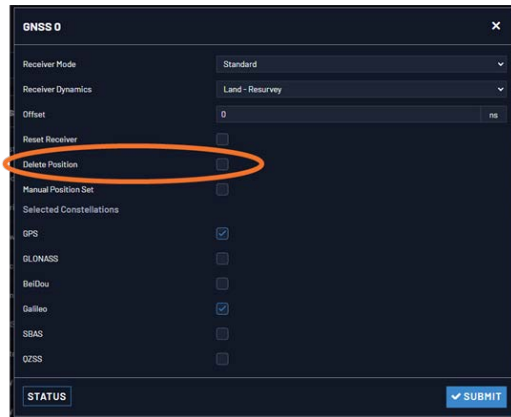 GNSS 0
Receiver Mode Standard
Receiver Dynamics Land - Resurvey
Offset 0 ns
Reset Receiver
Delete Position
Manual Position Set
Selected Constellations
GPS
GLONASS
BeiDou
Galileo
SBAS
QZSS
STATUS SUBMIT